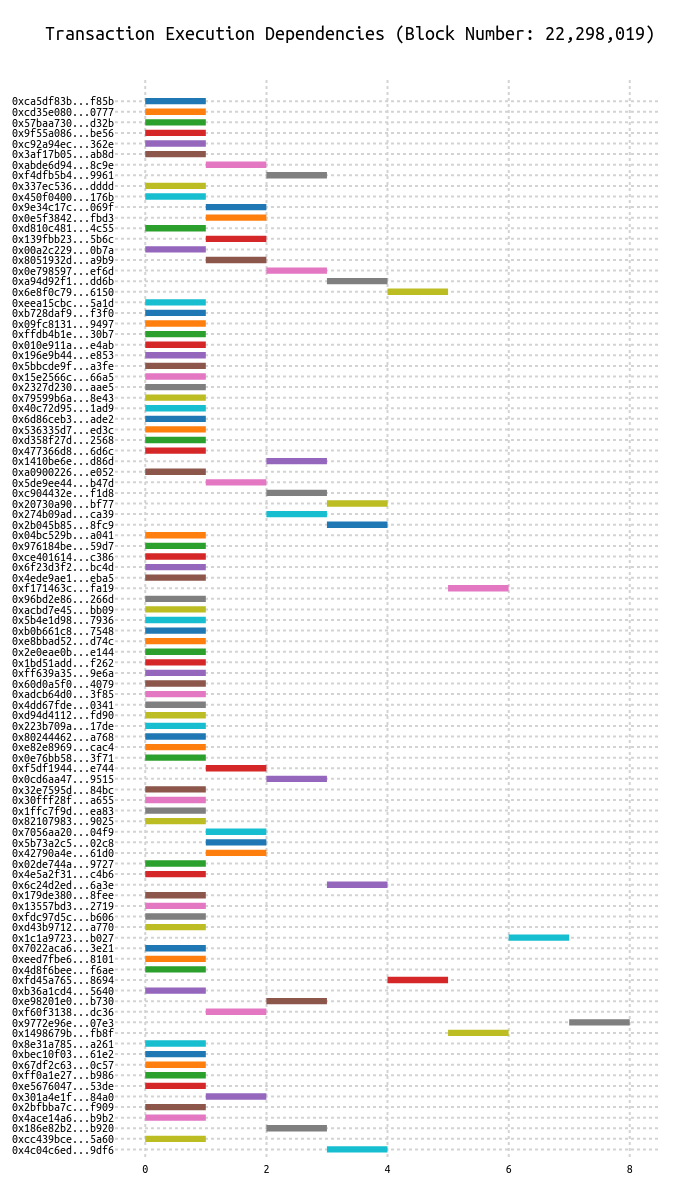 Transaction Execution Dependencies (Block Number: 22,298,019)
0xca5df83b...f85b
0xcd35e080...0777
0x57baa730...d32b
0x9f55a086...be56
0xc92a94ec...362e
0x3af17b05...ab8d
0xabde6d94...8c9e
0xf4dfb5b4...9961
0x337ec536...dddd
0x450f0400...176b
0x9e34c17c...069f
0x0e5f3842...fbd3
0xd810c481...4c55
0x139fbb23...5b6c
0x00a2c229...0b7a
0x8051932d...a9b9
0x0e798597...ef6d
0xa94d92f1...dd6b
0x6e8f0c79...6150
0xeea15cbc...5a1d
0xb728daf9...f3f0
0x09fc8131...9497
0xffdb4b1e...30b7
0x010e911a...e4ab
0x196e9b44...e853
0x5bbcde9f...a3fe
0x15e2566c...66a5
0x2327d230...aae5
0x79599b6a...8e43
0x40c72d95...1ad9
0x6d86ceb3...ade2
0x536335d7...ed3c
0xd358f27d...2568
0x477366d8...6d6c
0x1410be6e...d86d
0xa0900226...e052
0x5de9ee44...b47d
0xc904432e...f1d8
0x20730a90...bf77
0x274b09ad...ca39
0x2b045b85...8fc9
0x04bc529b...a041
0x976184be...59d7
0xce401614...c386
0x6f23d3f2...bc4d
0x4ede9ae1...eba5
0xf171463c...fa19
0x96bd2e86...266d
0xacbd7e45...bb09
0x5b4e1d98...7936
0xb0b661c8...7548
0xe8bbad52...d74c
0x2e0eae0b...e144
0x1bd51add...f262
0xff639a35...9e6a
0x60d0a5f0...4079
0xadcb64d0...3f85
0x4dd67fde...0341
0xd94d4112...fd90
0x223b709a...17de
0x80244462...a768
0xe82e8969...cac4
0x0e76bb58...3f71
0xf5df1944...e744
0x0cd6aa47...9515
0x32e7595d...84bc
0x30fff28f...a655
0x1ffc7f9d...ea83
0x82107983...9025
0x7056aa20...04f9
0x5b73a2c5...02c8
0x42790a4e...61d0
0x02de744a...9727
0x4e5a2f31...c4b6
0x6c24d2ed...6a3e
0x179de380...8fee
0x13557bd3...2719
0xfdc97d5c...b606
0xd43b9712...a770
0x1c1a9723...b027
0x7022aca6...3e21
0xeed7fbe6...8101
0x4d8f6bee...f6ae
0xfd45a765...8694
0xb36a1cd4...5640
0xe98201e0...b730
0xf60f3138...dc36
0x9772e96e...07e3
0x1498679b...fb8f
0x8e31a785...a261
0xbec10f03...61e2
0x67df2c63...0c57
0xff0a1e27...b986
0xe5676047...53de
0x301a4e1f...84a0
0x2bfbba7c...f909
0x4ace14a6...b9b2
0x186e82b2...b920
0xcc439bce...5a60
0x4c04c6ed...9df6
0 2 4 6 8